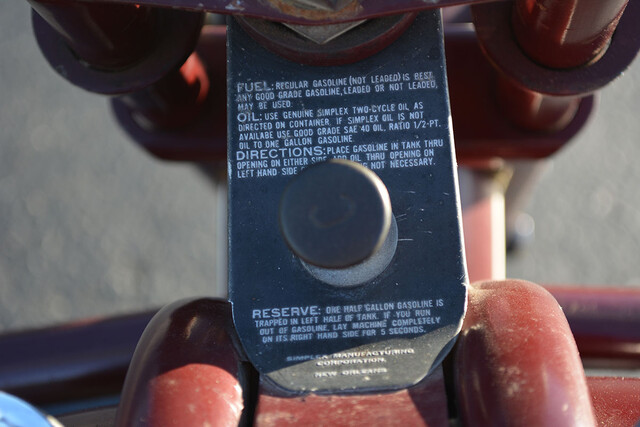 FUEL: REGULAR GASOLINE (NOT LEADED) IS BEST
ANY GOOD GRADE GASOLINE, LEADED OR NOT LEADED,
MAY BE USED
OIL: USE GENUINE SIMPLEX TWO-CYCLE OIL AS
DIRECTED ON CONTAINER. IF SIMPLEX OIL IS NOT
AVAILABE USE GOOD GRADE SAE 40 OIL, RATIO 1/2-PT.
OIL TO ONE GALLON GASOLINE
DIRECTIONS: PLACE GASOLINE IN TANK THRU
OPENING ON EITHER SIDE ADD OIL THRU OPENING ON
LEFT HAND SIDE NOT NECESSARY.
RESERVE: ONE HALF GALLON GASOLINE IS
TRAPPED IN LEFT HALF OF TANK. IF YOU RUN
OUT OF GASOLINE, LAY MACHINE COMPLETELY
ON ITS RIGHT HAND SIDE FOR 5 SECONDS.
SIMPLEX MANUFACTURING
CORPORATION
NEW ORLEANS